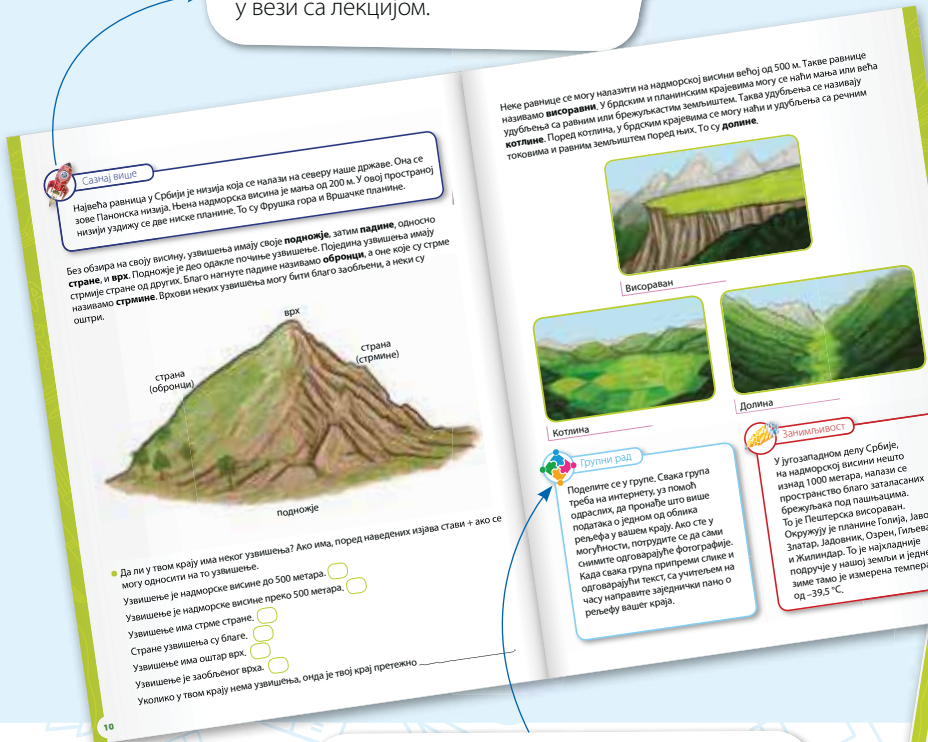 у вези са лекцијом.
Сазнај више
Највећа равница у Србији је низија која се налази на северу наше државе. Она се
зове Панонска низија. Њена надморска висина је мања од 200 м. У овој пространој
низији уздижу се две ниске планине. То су Фрушка гора и Вршачке планине.
Без обзира на своју висину, узвишења имају своје подножје, затим падине, односно
стране, и врх. Подножје је део одакле почиње узвишење. Поједина узвишења имају
стрмије стране од других. Благо нагнуте падине називамо обронци, а оне које су стрме
називамо стрмине. Врхови неких узвишења могу бити благо заобљени, а неки су
оштри.
врх
страна
(стрмине)
страна
(обронци)
подножје
Да ли у твом крају има неког узвишења? Ако има, поред наведених изјава стави + ако се
могу односити на то узвишење.
Узвишење је надморске висине до 500 метара.
Узвишење је надморске висине преко 500 метара.
Узвишење има стрме стране.
Стране узвишења су благе.
Узвишење има оштар врх.
Узвишење је заобљеног врха.
Уколико у твом крају нема узвишења, онда је твој крај претежно
10
Неке равнице се могу налазити на надморској висини већој од 500 м. Такве равнице
називамо висоравни. У брдским и планинским крајевима могу се наћи мања или већа
удубљења са равним или брежуљкастим земљиштем. Таква удубљења се називају
котлине. Поред котлина, у брдским крајевима се могу наћи и удубљења са речним
токовима и равним земљиштем поред њих. То су долине.
Висораван
Котлина
Долина
Групни рад
Поделите се у групе. Свака група
треба на интернету, уз помоћ
одраслих, да пронађе што више
података о једном од облика
рељефа у вашем крају. Ако сте у
могућности, потрудите се да сами
снимите одговарајуће фотографије.
Када свака група припреми слике и
одговарајући текст, са учитељем на
часу направите заједнички пано о
рељефу вашег краја.
Занимљивост
У југозападном делу Србије,
на надморској висини нешто
изнад 1000 метара, налази се
пространство благо заталасаних
брежуљака под пашњацима.
То је Пештерска висораван.
Окружују је планине Голија,
Златар, Јадовник, Озрен,
и Жилиндар. То је најхладније
подручје у нашој земљи и
зиме тамо је измерена
од –39,5 °C.